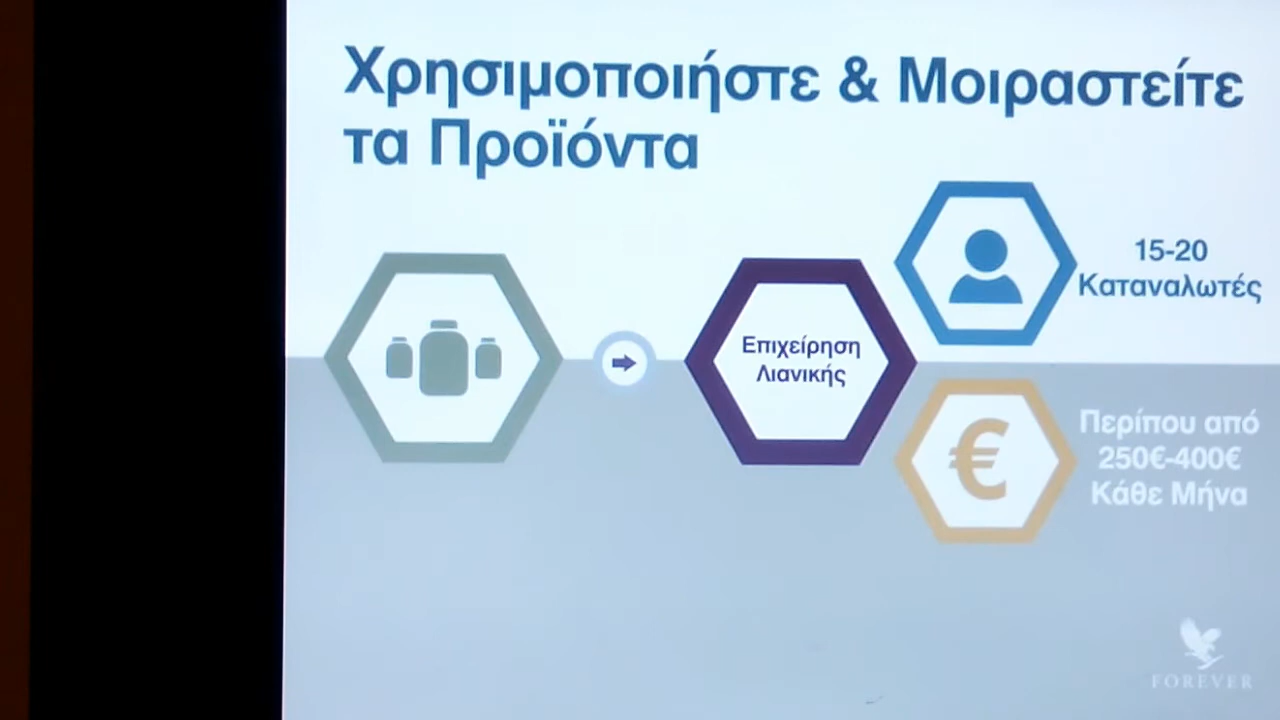 Χρησιμοποιήστε & Μοιραστείτε
τα Προϊόντα
15-20
Καταναλωτές
Επιχείρηση
Λιανικής
€
Περίπου από
250€-400€
Κάθε Μήνα
FOREVER